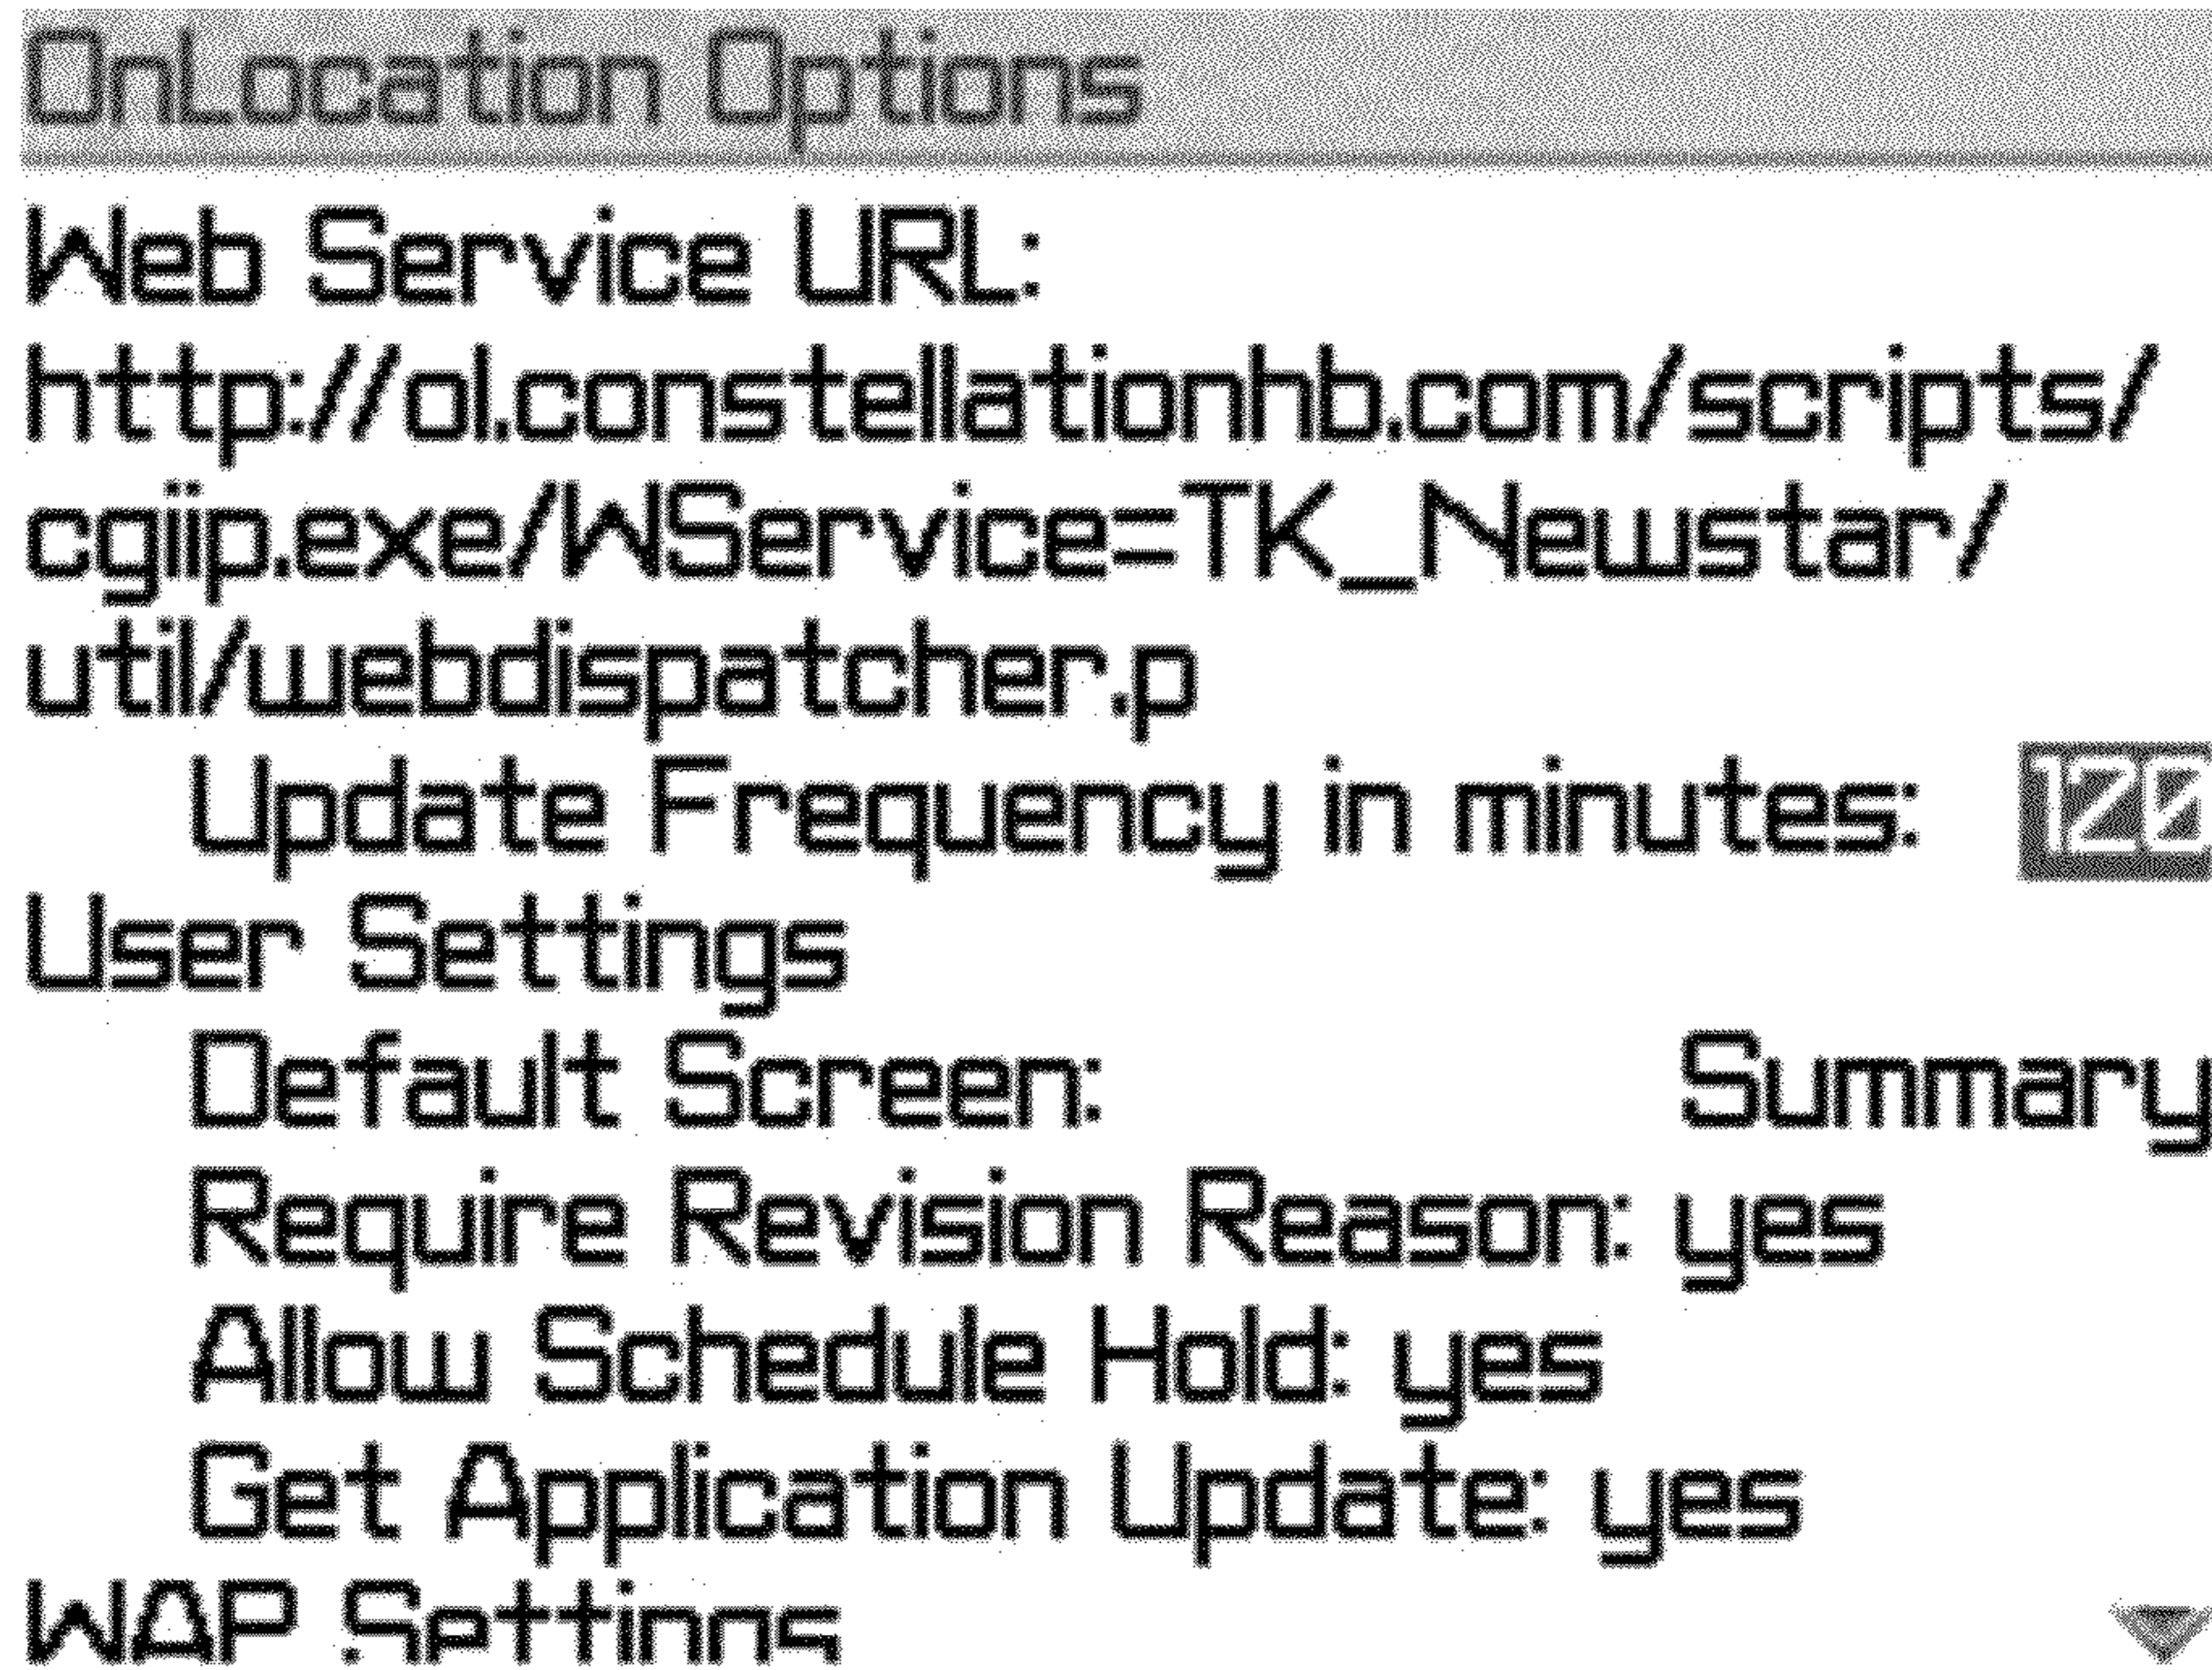 OnLocation Options
Web Service URL:
http://ol.constellationhb.com/scripts/
cgiip.exe/WService=TK_Newstar/
util/webdispatcher.p
Update Frequency in minutes: 120
User Settings
Default Screen: Summary
Require Revision Reason: yes
Allow Schedule Hold: yes
Get Application Update: yes
WAP Settings